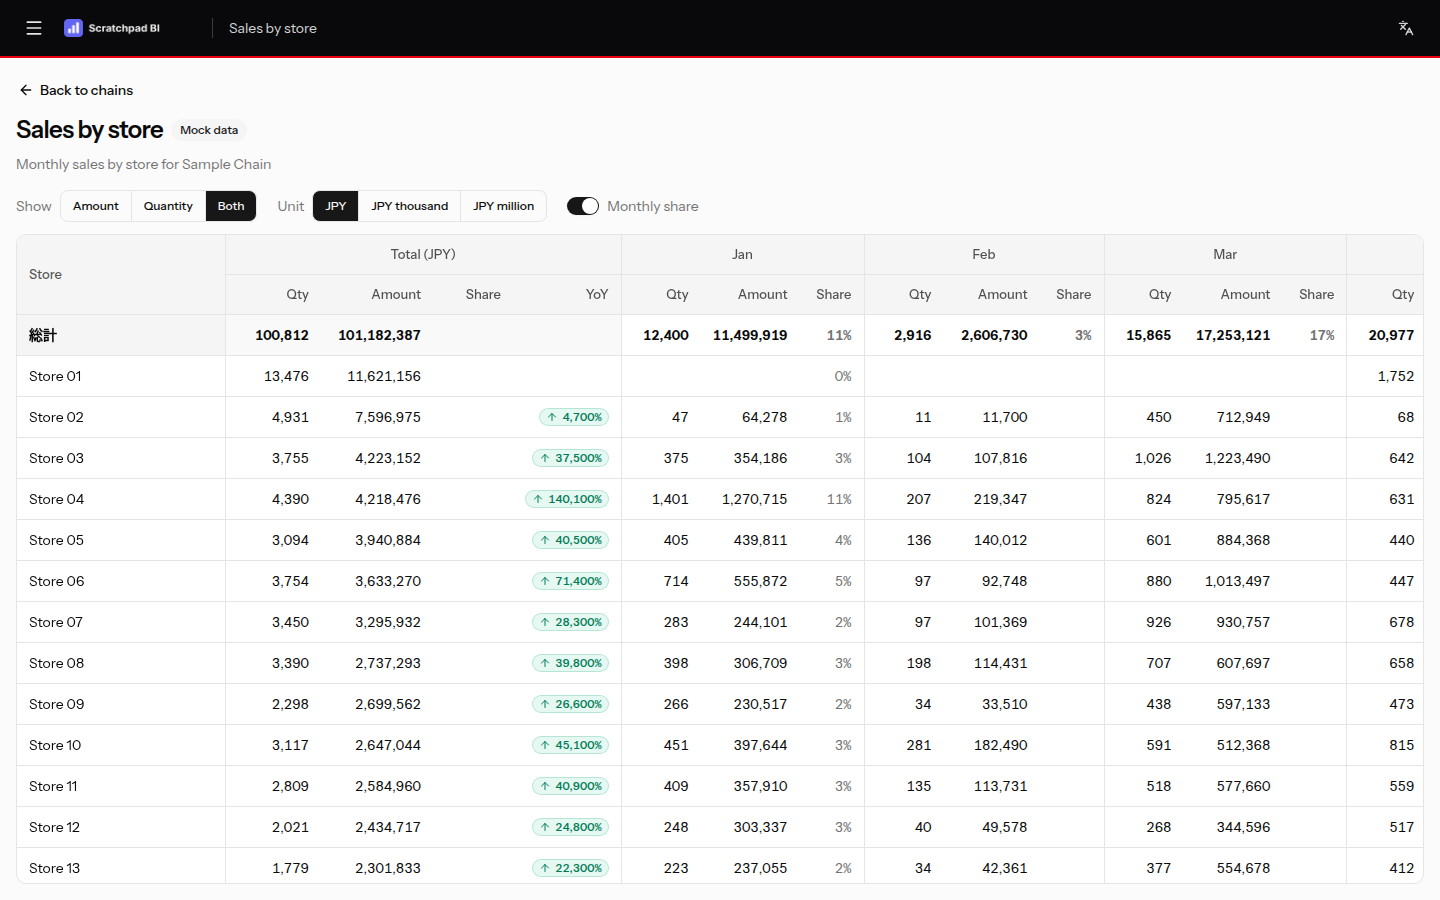 Scratchpad BI Sales by store
Back to chains
Sales by store Mock data
Monthly sales by store for Sample Chain
Show Amount Quantity Both Unit JPY JPY thousand JPY million Monthly share
Store Total (JPY) Jan Feb Mar
Qty Amount Share YoY Qty Amount Share Qty Amount Share Qty Amount Share Qty
総計 100,812 101,182,387 12,400 11,499,919 11% 2,916 2,606,730 3% 15,865 17,253,121 17% 20,977
Store 01 13,476 11,621,156 0% 1,752
Store 02 4,931 7,596,975 ↑ 4,700% 47 64,278 1% 11 11,700 450 712,949 68
Store 03 3,755 4,223,152 ↑ 37,500% 375 354,186 3% 104 107,816 1,026 1,223,490 642
Store 04 4,390 4,218,476 ↑ 140,100% 1,401 1,270,715 11% 207 219,347 824 795,617 631
Store 05 3,094 3,940,884 ↑ 40,500% 405 439,811 4% 136 140,012 601 884,368 440
Store 06 3,754 3,633,270 ↑ 71,400% 714 555,872 5% 97 92,748 880 1,013,497 447
Store 07 3,450 3,295,932 ↑ 28,300% 283 244,101 2% 97 101,369 926 930,757 678
Store 08 3,390 2,737,293 ↑ 39,800% 398 306,709 3% 198 114,431 707 607,697 658
Store 09 2,298 2,699,562 ↑ 26,600% 266 230,517 2% 34 33,510 438 597,133 473
Store 10 3,117 2,647,044 ↑ 45,100% 451 397,644 3% 281 182,490 591 512,368 815
Store 11 2,809 2,584,960 ↑ 40,900% 409 357,910 3% 135 113,731 518 577,660 559
Store 12 2,021 2,434,717 ↑ 24,800% 248 303,337 3% 40 49,578 268 344,596 517
Store 13 1,779 2,301,833 ↑ 22,300% 223 237,055 2% 34 42,361 377 554,678 412